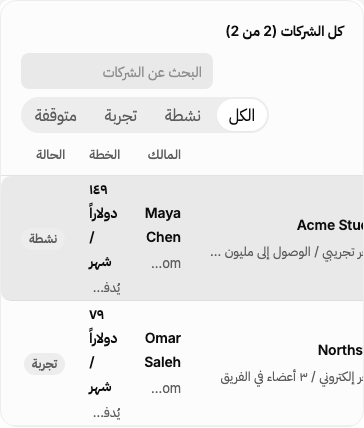 كل الشركات (2 من 2)
البحث عن الشركات
الكل
نشطة
تجربة
متوقفة
المالك
الخطة
الحالة
Acme Stu
تجريبي / الوصول إلى مليون ...
Maya
Chen
...om
١٤٩
دولاراً
/
شهر
يُدف...
نشطة
Norths
إلكتروني / ٣ أعضاء في الفريق
Omar
Saleh
...om
٧٩
دولاراً
/
شهر
يُدف...
تجربة